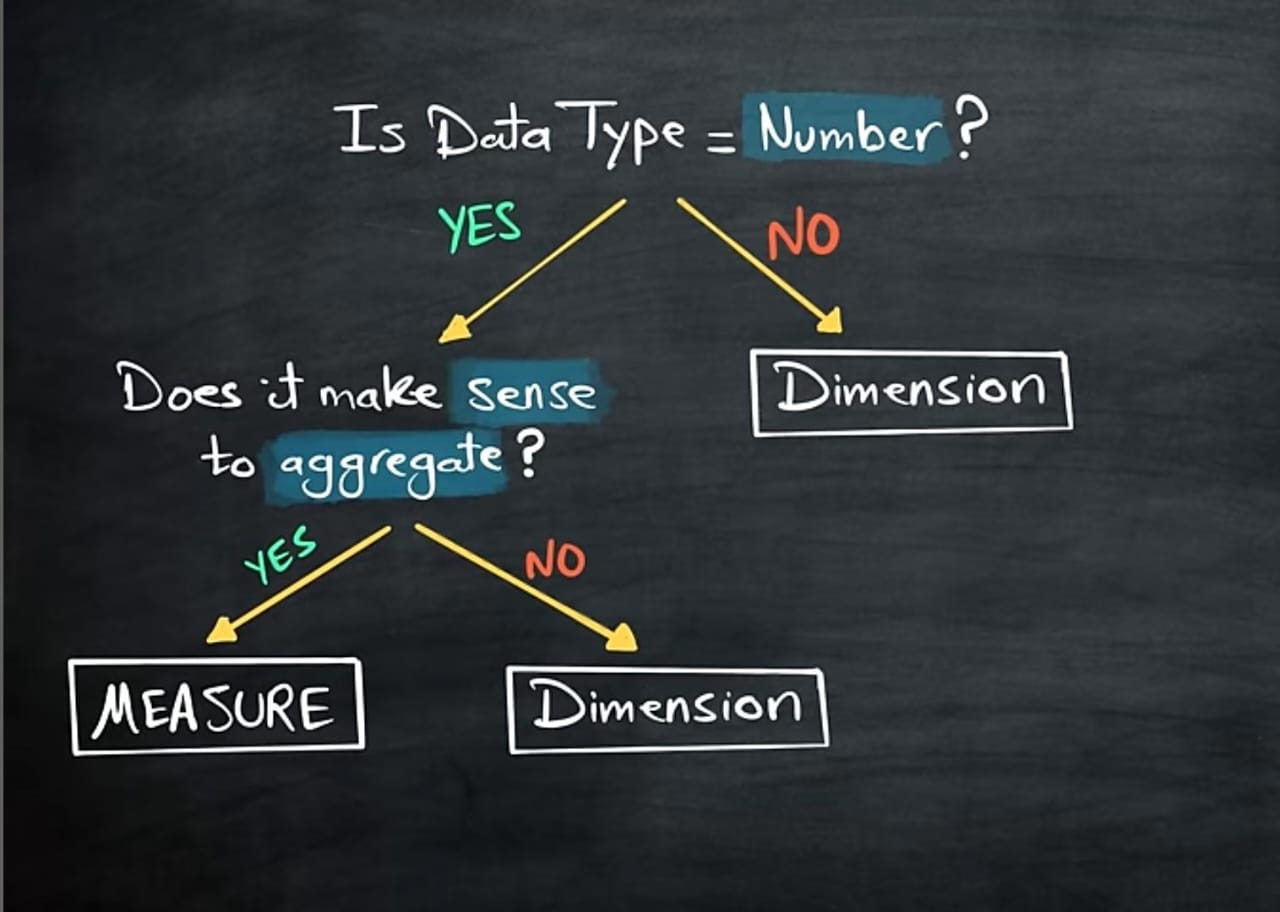 Is Data Type = Number?
YES
NO
Does it make sense
to aggregate?
Dimension
YES
NO
MEASURE
Dimension